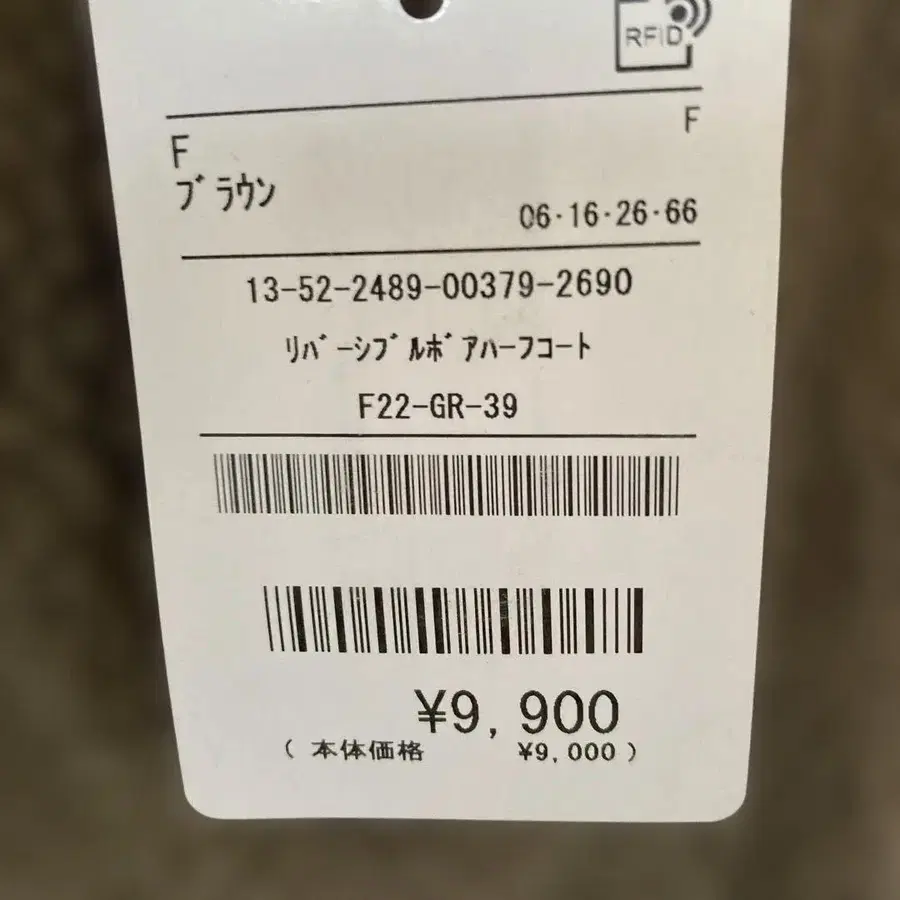 RFID
F
F
ﾌﾞﾗｳﾝ
06･16･26･66
13-52-2489-00379-2690
ﾘﾊﾞｰｼﾌﾞﾙﾎﾞｱﾊｰﾌｺｰﾄ
F22-GR-39
¥9,900
(本体価格 ¥9,000)